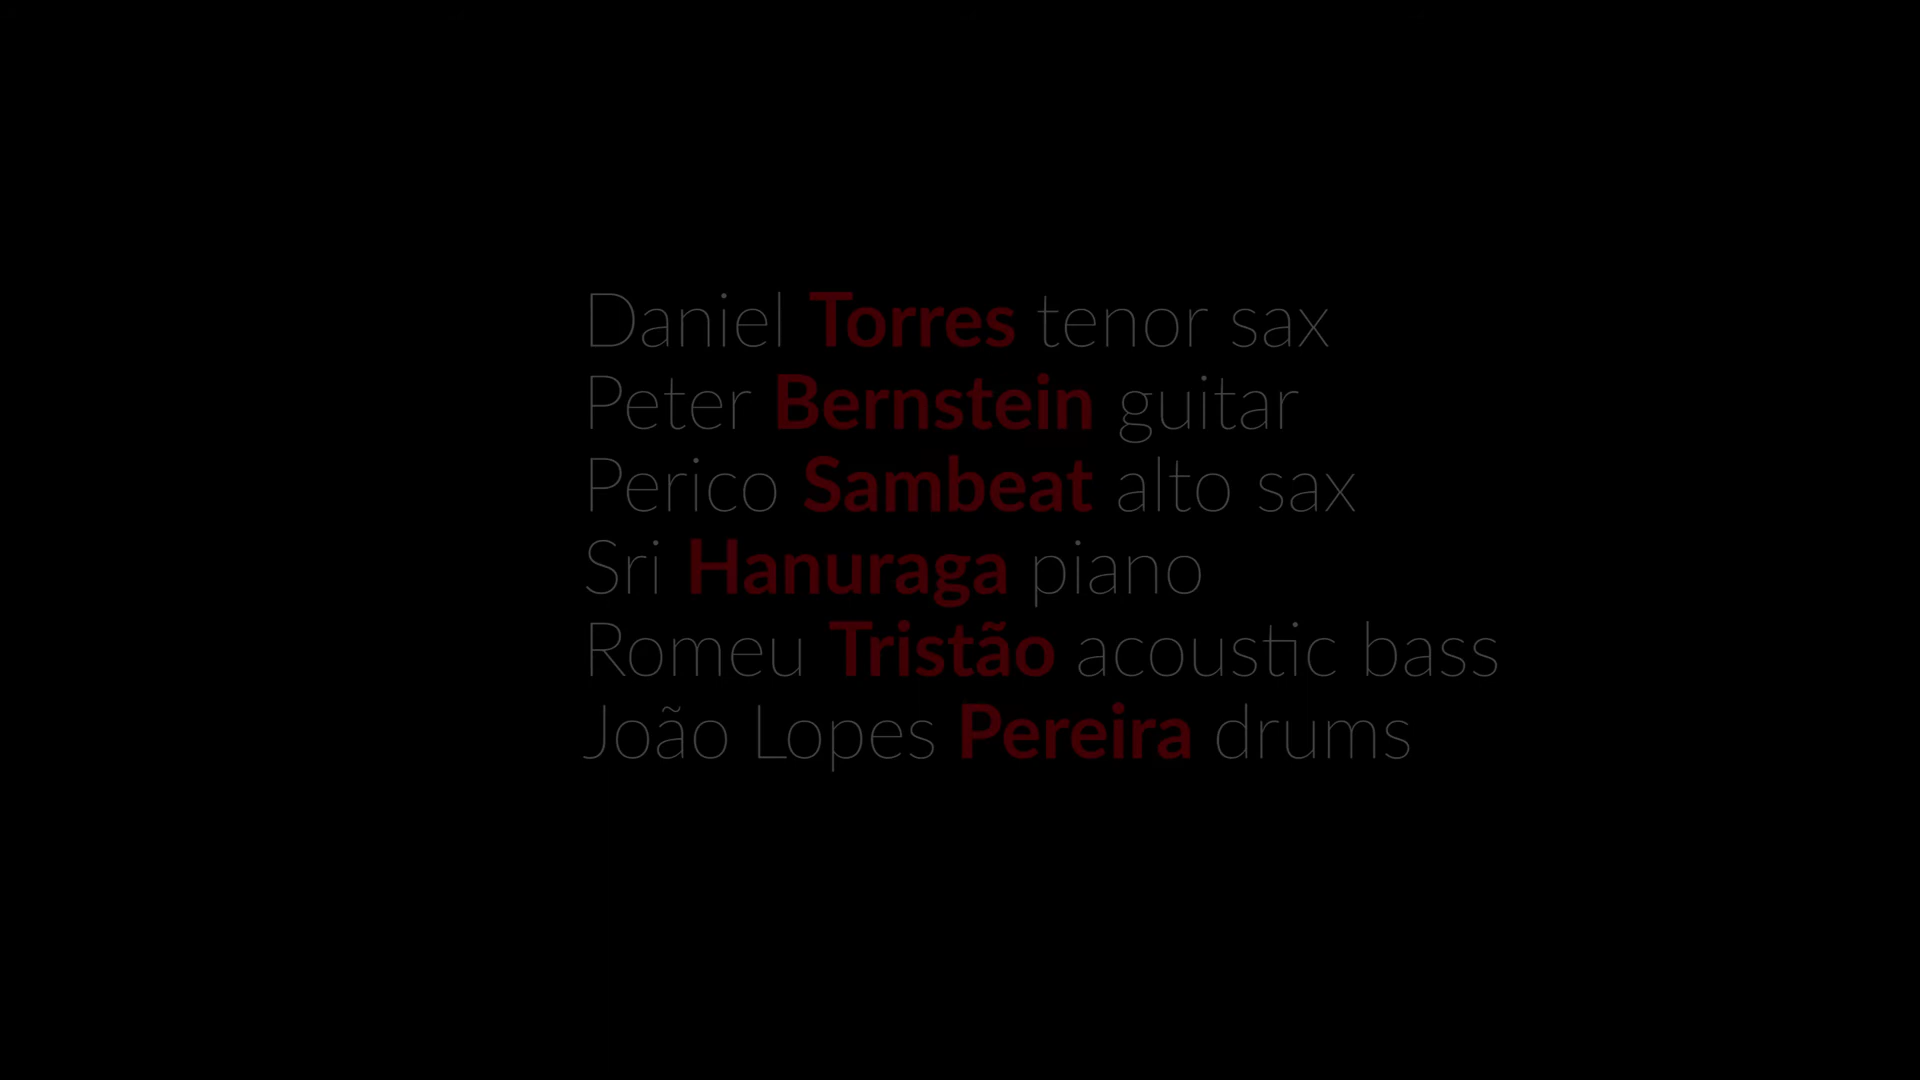 Daniel Torres tenor sax
Peter Bernstein guitar
Perico Sambeat alto sax
Sri Hanuraga piano
Romeu Tristão acoustic bass
João Lopes Pereira drums